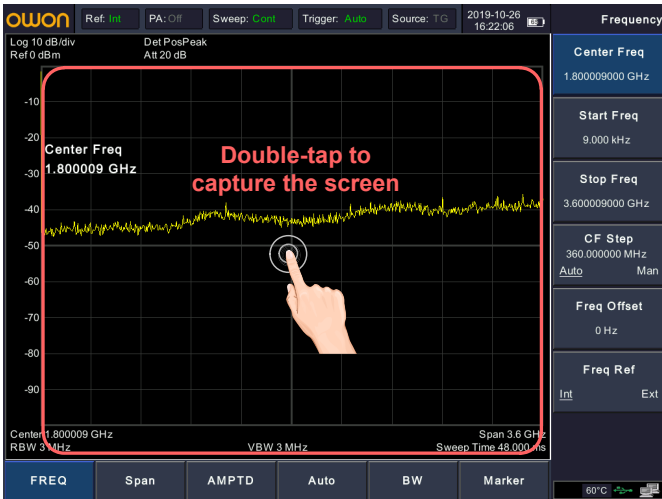 OWON
Ref: Int
PA: Off
Sweep: Cont
Trigger: Auto
Source: TG
2019-10-26
16:22:06
Frequency
Log 10 dB/div
Det PosPeak
Ref 0 dBm
Att 20 dB
-10
-20
-30
-40
-50
-60
-70
-80
-90
Center Freq
1.800009 GHz
Double-tap to
capture the screen
Center 1.800009 GHz
Span 3.6 GHz
RBW 3 MHz
VBW 3 MHz
Sweep Time 48.000 ms
Center Freq
1.800009000 GHz
Start Freq
9.000 kHz
Stop Freq
3.600009000 GHz
CF Step
360.000000 MHz
Auto Man
Freq Offset
0 Hz
Freq Ref
Int Ext
FREQ
Span
AMPTD
Auto
BW
Marker
60°C